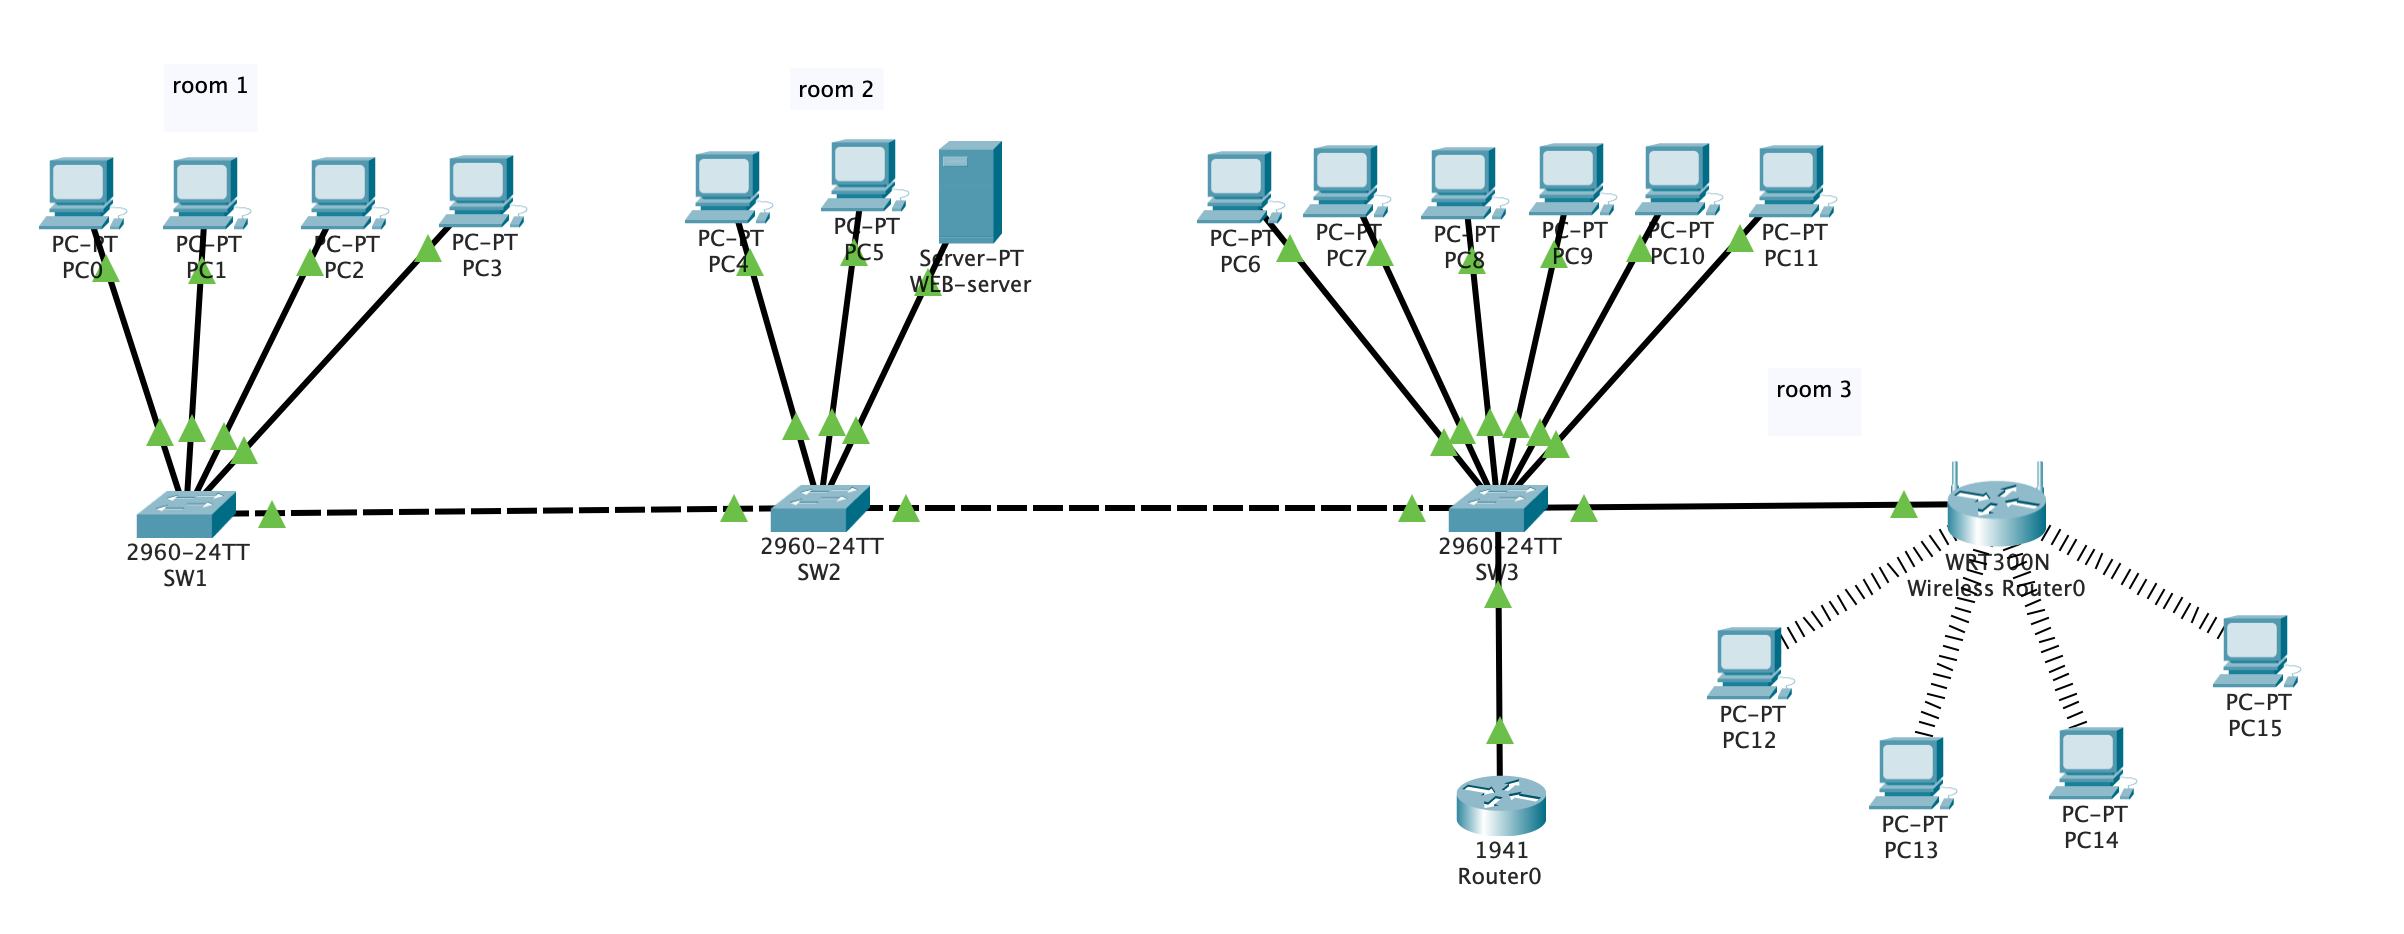 room 1
room 2
PC-PT
PC0
PC-PT
PC1
PC-PT
PC2
PC-PT
PC3
PC-PT
PC4
PC-PT
PC5
Server-PT
WEB-server
PC-PT
PC6
PC-PT
PC7
PC-PT
PC8
PC-PT
PC9
PC-PT
PC10
PC-PT
PC11
room 3
2960-24TT
SW1
2960-24TT
SW2
2960-24TT
SW3
WRT300N
Wireless Router0
PC-PT
PC12
PC-PT
PC13
PC-PT
PC14
PC-PT
PC15
1941
Router0